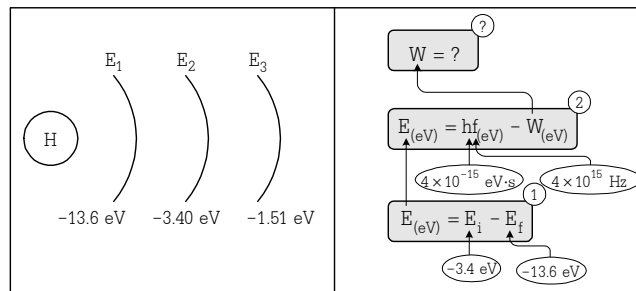 E₁ E₂ E₃
H
-13.6 eV -3.40 eV -1.51 eV
?
W = ?
2
E(eV) = hf(eV) - W(eV)
4×10⁻¹⁵ eV·s 4×10¹⁵ Hz
1
E(eV) = Eᵢ - E_f
-3.4 eV -13.6 eV